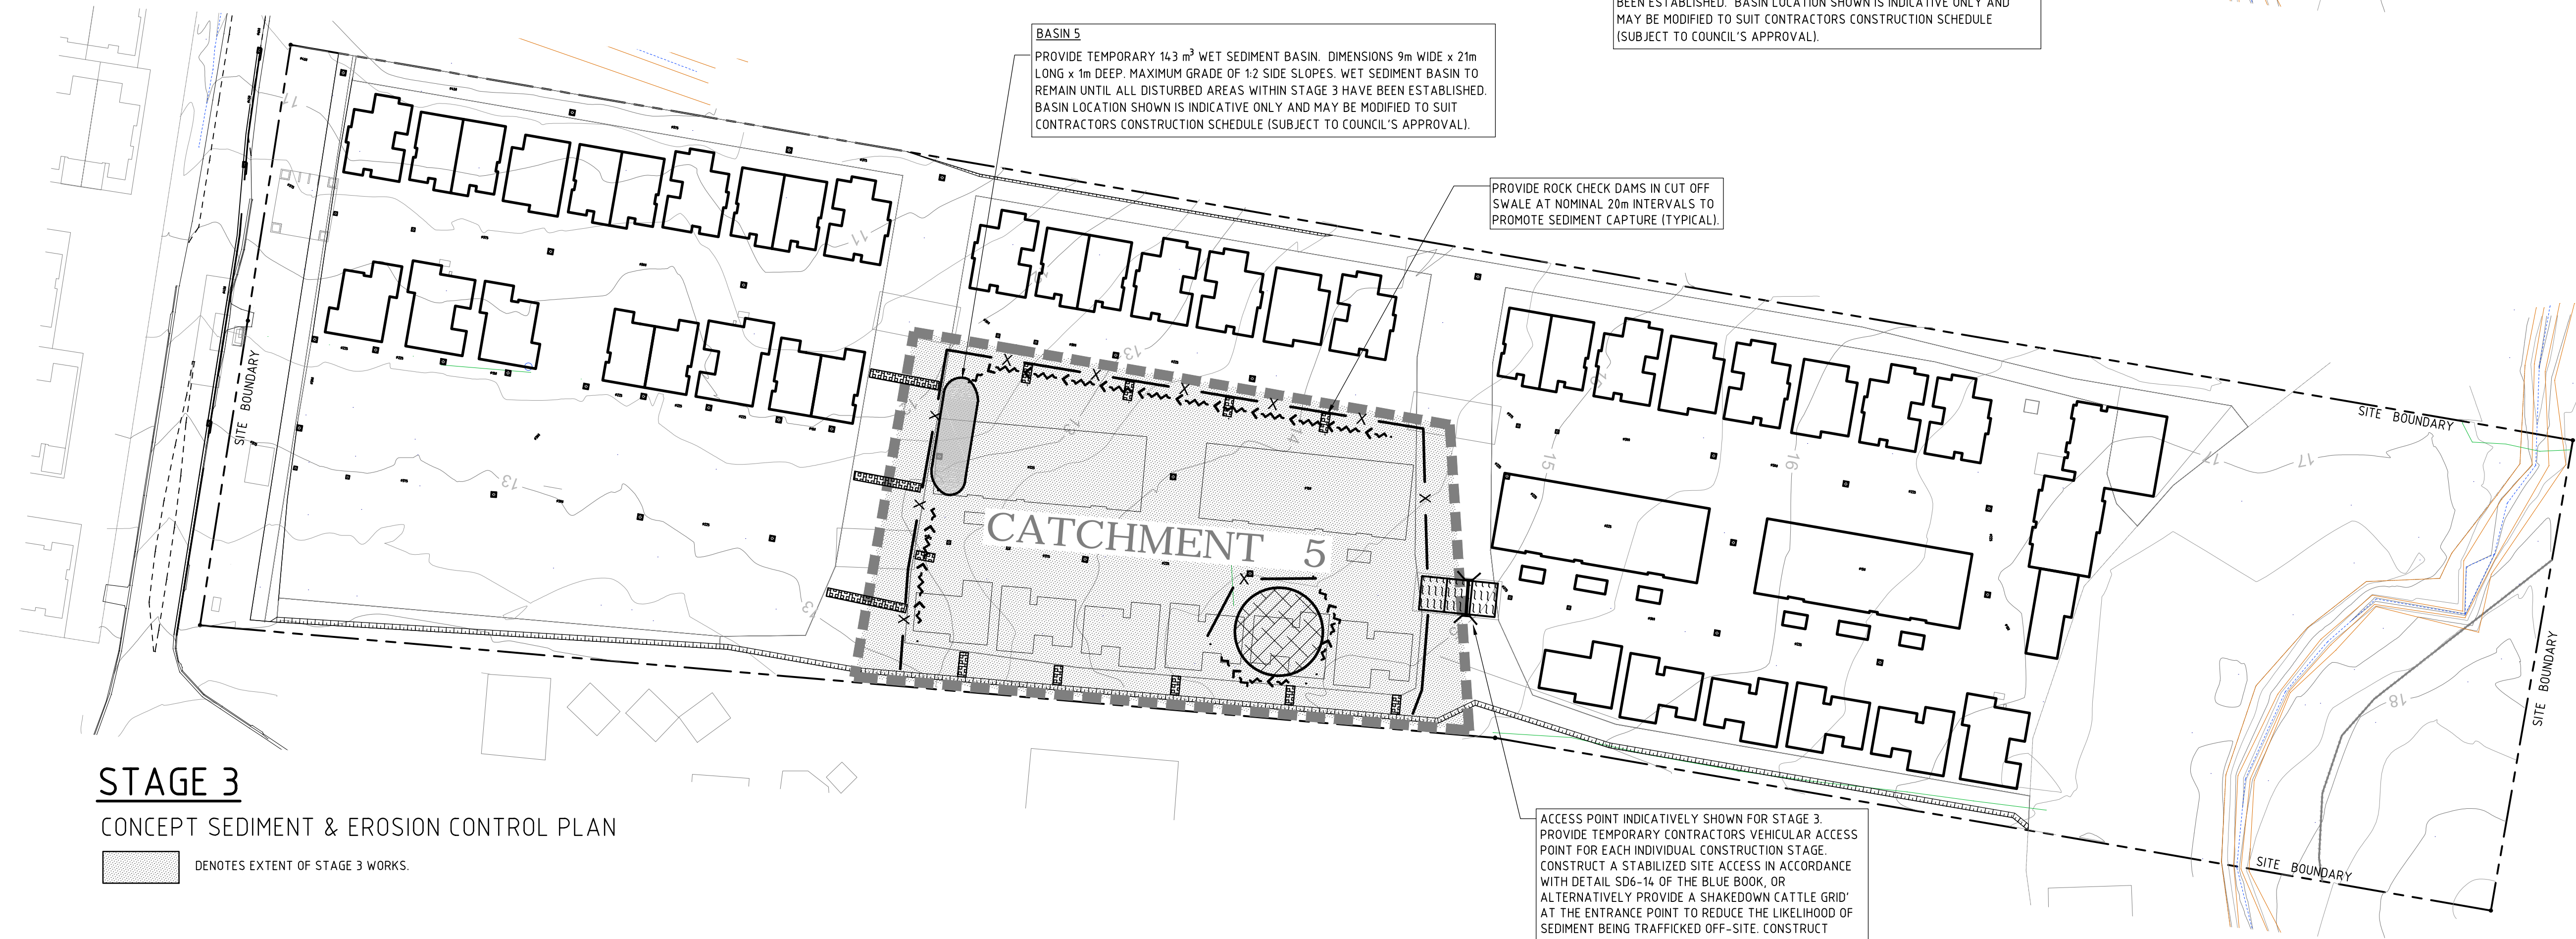 BEEN ESTABLISHED. BASIN LOCATION SHOWN IS INDICATIVE ONLY AND
MAY BE MODIFIED TO SUIT CONTRACTORS CONSTRUCTION SCHEDULE
(SUBJECT TO COUNCIL'S APPROVAL).
BASIN 5
PROVIDE TEMPORARY 143 m³ WET SEDIMENT BASIN. DIMENSIONS 9m WIDE x 21m
LONG x 1m DEEP. MAXIMUM GRADE OF 1:2 SIDE SLOPES. WET SEDIMENT BASIN TO
REMAIN UNTIL ALL DISTURBED AREAS WITHIN STAGE 3 HAVE BEEN ESTABLISHED.
BASIN LOCATION SHOWN IS INDICATIVE ONLY AND MAY BE MODIFIED TO SUIT
CONTRACTORS CONSTRUCTION SCHEDULE (SUBJECT TO COUNCIL'S APPROVAL).
PROVIDE ROCK CHECK DAMS IN CUT OFF
SWALE AT NOMINAL 20m INTERVALS TO
PROMOTE SEDIMENT CAPTURE (TYPICAL).
11
11
13
13
13
14
15
16
17
17
13
18
SITE BOUNDARY
SITE BOUNDARY
SITE BOUNDARY
SITE BOUNDARY
CATCHMENT 5
STAGE 3
CONCEPT SEDIMENT & EROSION CONTROL PLAN
DENOTES EXTENT OF STAGE 3 WORKS.
ACCESS POINT INDICATIVELY SHOWN FOR STAGE 3.
PROVIDE TEMPORARY CONTRACTORS VEHICULAR ACCESS
POINT FOR EACH INDIVIDUAL CONSTRUCTION STAGE.
CONSTRUCT A STABILIZED SITE ACCESS IN ACCORDANCE
WITH DETAIL SD6-14 OF THE BLUE BOOK, OR
ALTERNATIVELY PROVIDE A SHAKEDOWN CATTLE GRID'
AT THE ENTRANCE POINT TO REDUCE THE LIKELIHOOD OF
SEDIMENT BEING TRAFFICKED OFF-SITE. CONSTRUCT